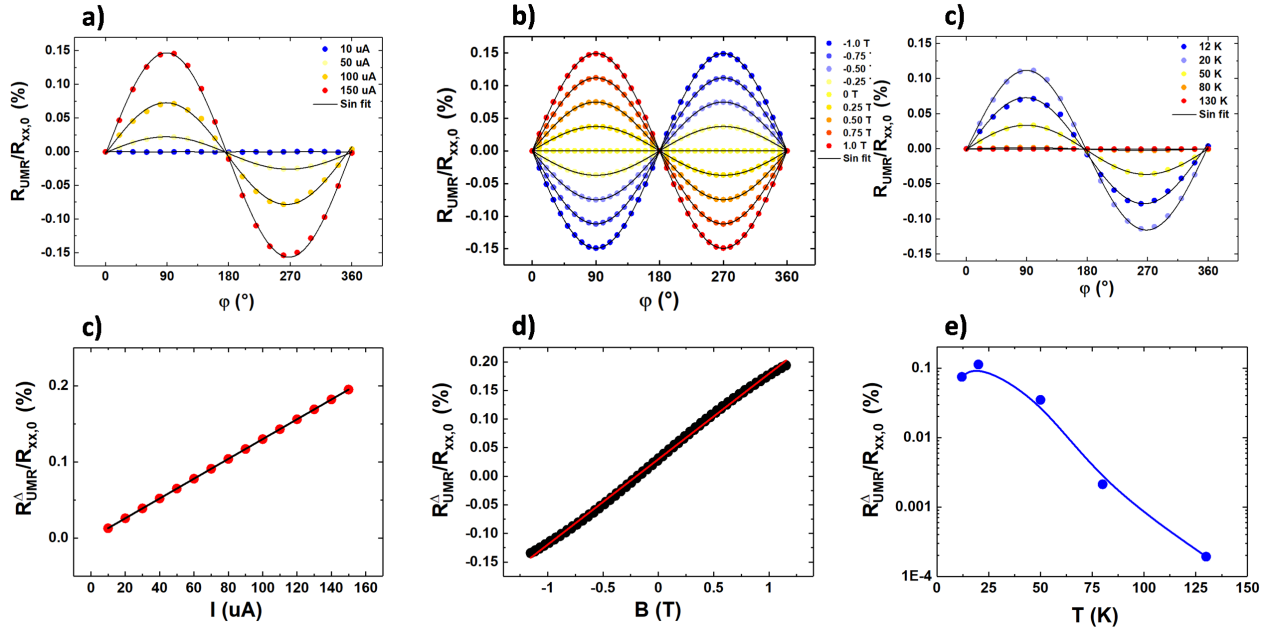 a)
R_UMR/R_xx,0 (%)
0.15
0.10
0.05
0.00
-0.05
-0.10
-0.15
0 90 180 270 360
φ (°)
10 uA
50 uA
100 uA
150 uA
Sin fit
b)
R_UMR/R_xx,0 (%)
0.15
0.10
0.05
0.00
-0.05
-0.10
-0.15
0 90 180 270 360
φ (°)
-1.0 T
-0.75
-0.50
-0.25
0 T
0.25 T
0.50 T
0.75 T
1.0 T
Sin fit
c)
R_UMR/R_xx,0 (%)
0.15
0.10
0.05
0.00
-0.05
-0.10
-0.15
0 90 180 270 360
φ (°)
12 K
20 K
50 K
80 K
130 K
Sin fit
c)
R^Δ_UMR/R_xx,0 (%)
0.2
0.1
0.0
0 20 40 60 80 100 120 140 160
I (uA)
d)
R^Δ_UMR/R_xx,0 (%)
0.20
0.15
0.10
0.05
0.00
-0.05
-0.10
-0.15
-1 -0.5 0 0.5 1
B (T)
e)
R^Δ_UMR/R_xx,0 (%)
0.1
0.01
0.001
1E-4
0 25 50 75 100 125 150
T (K)